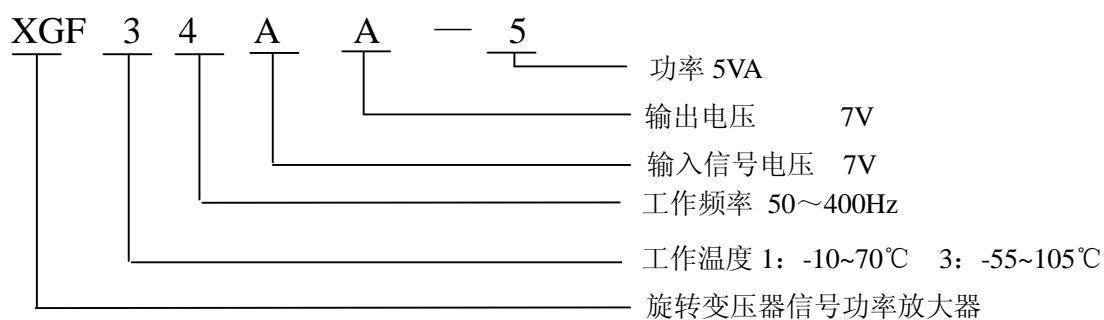 XGF 3 4 A A — 5
功率 5VA
输出电压 7V
输入信号电压 7V
工作频率 50～400Hz
工作温度 1：-10~70℃ 3：-55~105℃
旋转变压器信号功率放大器